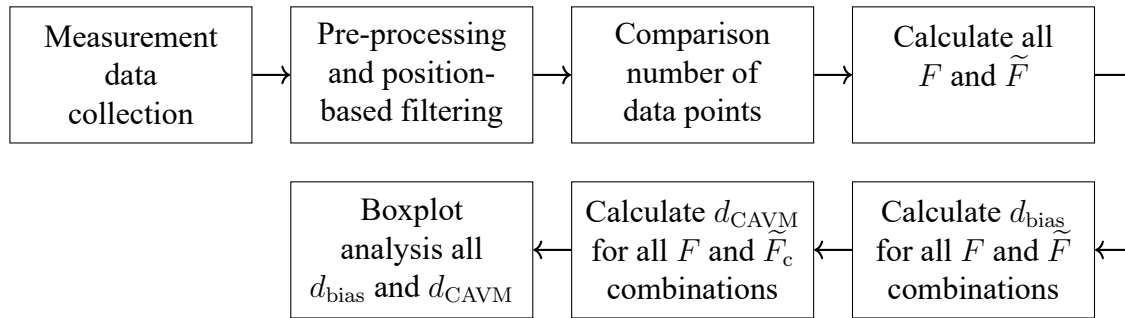 Measurement
data
collection
Pre-processing
and position-
based filtering
Comparison
number of
data points
Calculate all
F and F̃
Calculate d_bias
for all F and F̃
combinations
Calculate d_CAVM
for all F and F̃_c
combinations
Boxplot
analysis all
d_bias and d_CAVM